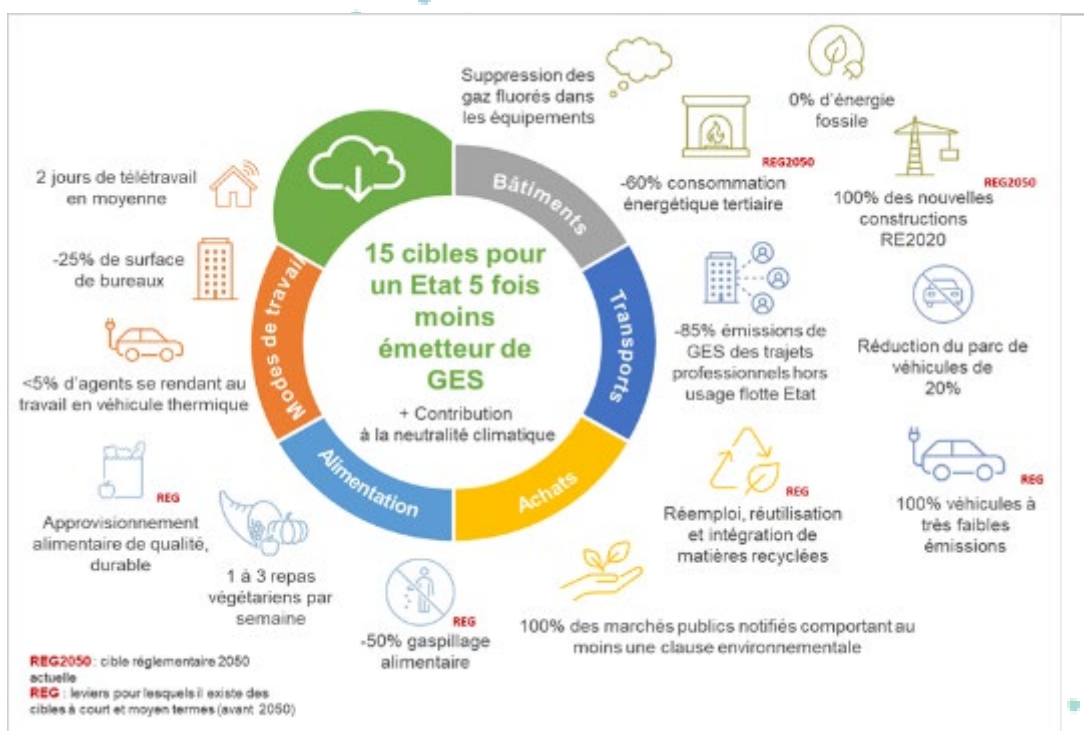 Suppression des
gaz fluorés dans
les équipements
0% d'énergie
fossile
REG2050
-60% consommation
énergétique tertiaire
REG2050
100% des nouvelles
constructions
RE2020
2 jours de télétravail
en moyenne
-25% de surface
de bureaux
<5% d'agents se rendant au
travail en véhicule thermique
Bâtiments
Transports
Achats
Alimentation
Modes de travail
15 cibles pour
un Etat 5 fois
moins
émetteur de
GES
+ Contribution
à la neutralité climatique
-85% émissions de
GES des trajets
professionnels hors
usage flotte Etat
Réduction du parc de
véhicules de
20%
REG
100% véhicules à
très faibles
émissions
REG
Réemploi, réutilisation
et intégration de
matières recyclées
100% des marchés publics notifiés comportant au
moins une clause environnementale
REG
-50% gaspillage
alimentaire
1 à 3 repas
végétariens par
semaine
REG
Approvisionnement
alimentaire de qualité,
durable
REG2050 : cible réglementaire 2050
actuelle
REG : leviers pour lesquels il existe des
cibles à court et moyen termes (avant 2050)